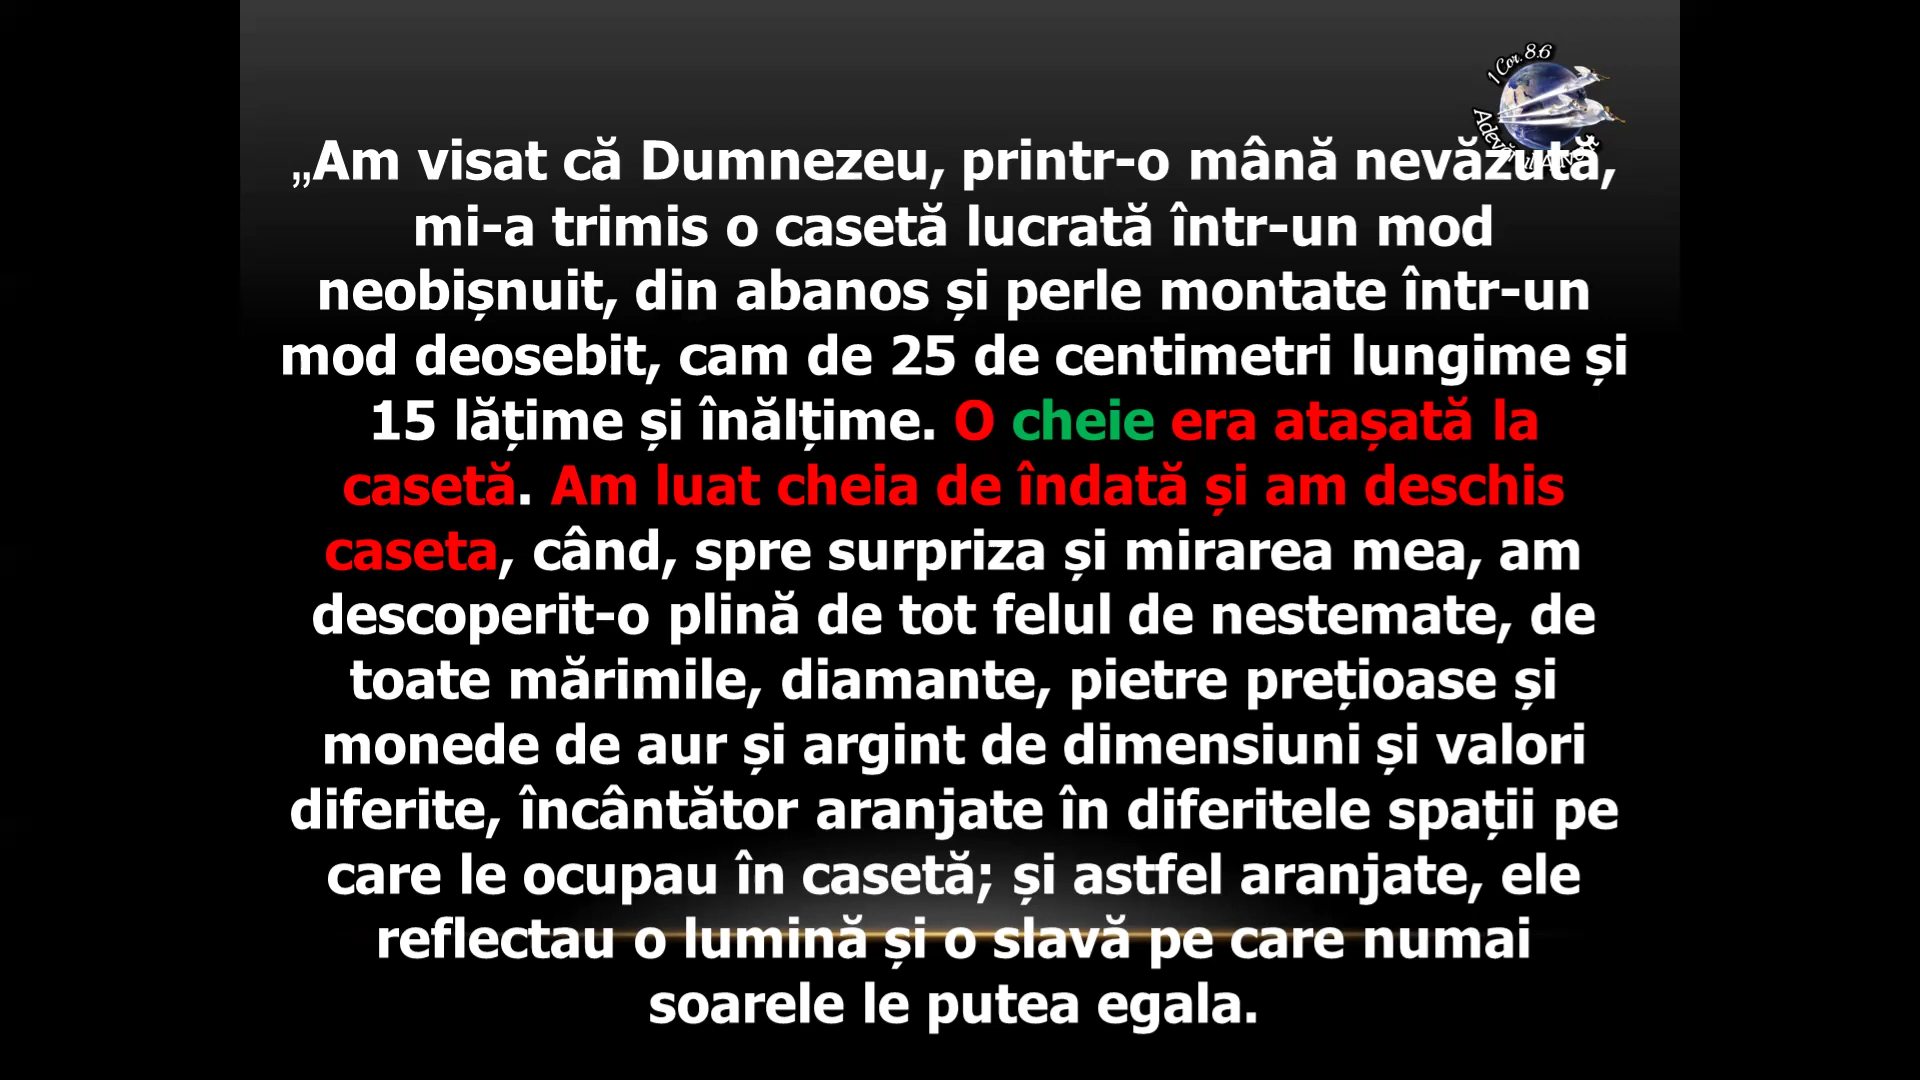 1 Cor. 8:6
„Am visat că Dumnezeu, printr-o mână nevăzută,
mi-a trimis o casetă lucrată într-un mod
neobișnuit, din abanos și perle montate într-un
mod deosebit, cam de 25 de centimetri lungime și
15 lățime și înălțime. O cheie era atașată la
casetă. Am luat cheia de îndată și am deschis
caseta, când, spre surpriza și mirarea mea, am
descoperit-o plină de tot felul de nestemate, de
toate mărimile, diamante, pietre prețioase și
monede de aur și argint de dimensiuni și valori
diferite, încântător aranjate în diferitele spații pe
care le ocupau în casetă; și astfel aranjate, ele
reflectau o lumină și o slavă pe care numai
soarele le putea egala.